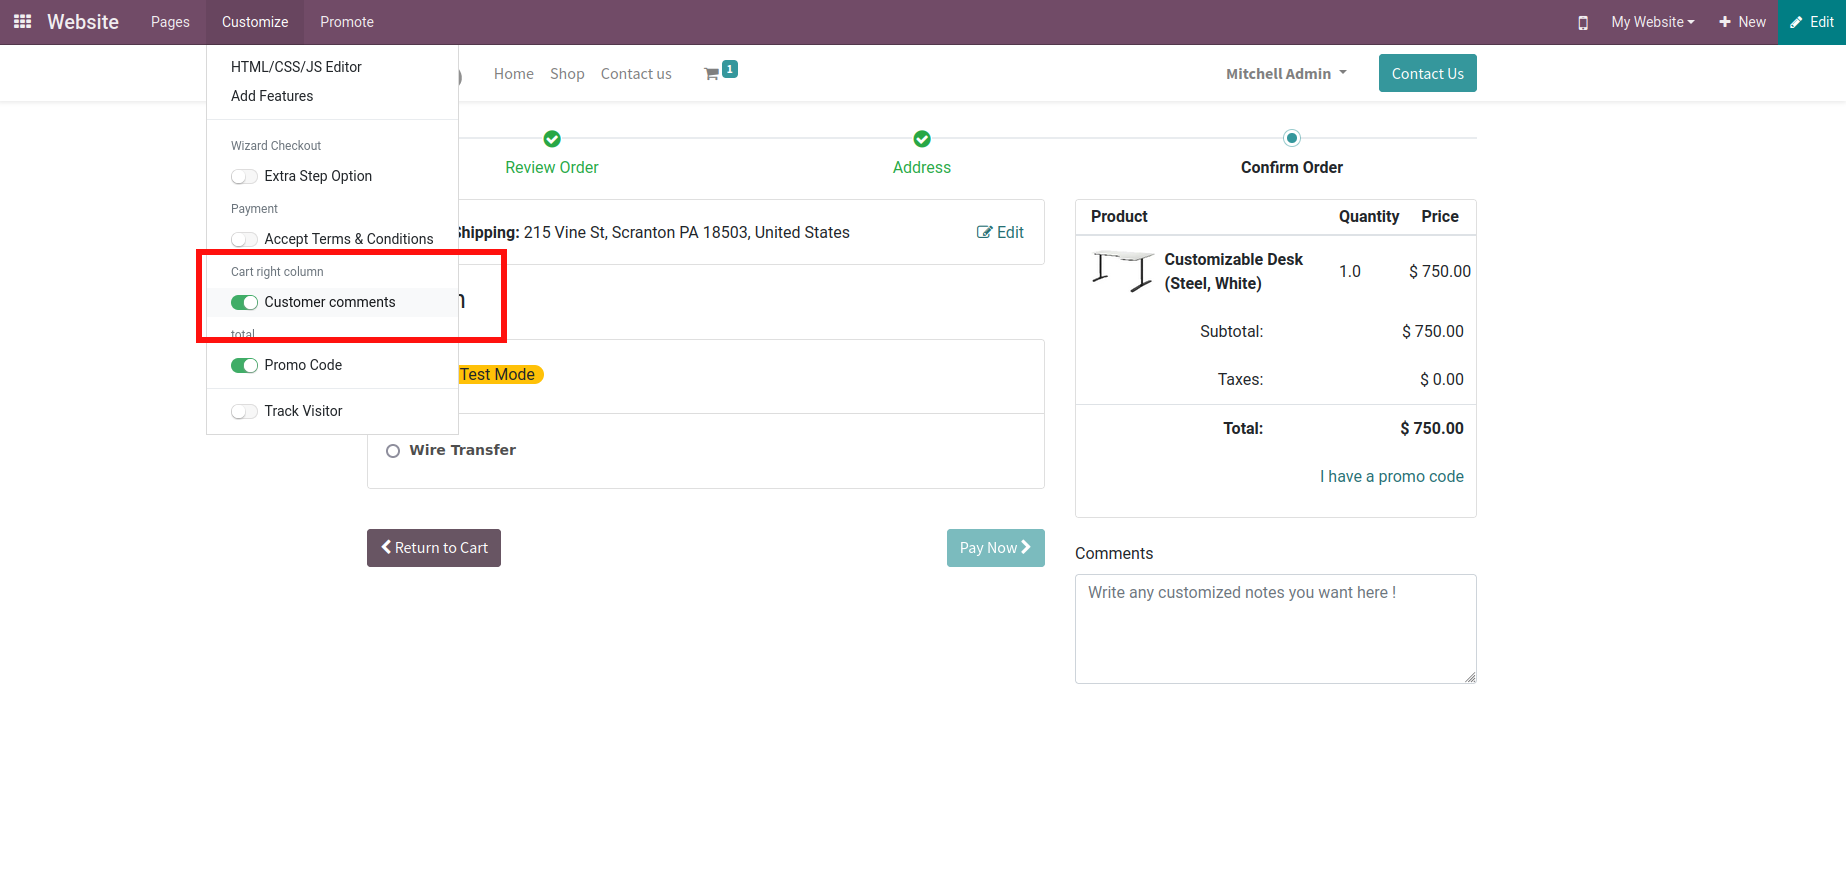 Website Pages Customize Promote My Website New Edit
HTML/CSS/JS Editor
Add Features
Home Shop Contact us 1 Mitchell Admin Contact Us
Wizard Checkout
Extra Step Option
Payment
Accept Terms & Conditions
Cart right column
Customer comments
total
Promo Code
Track Visitor
Review Order Address Confirm Order
Shipping: 215 Vine St, Scranton PA 18503, United States Edit
Test Mode
Wire Transfer
Return to Cart Pay Now
Product Quantity Price
Customizable Desk
(Steel, White) 1.0 $ 750.00
Subtotal: $ 750.00
Taxes: $ 0.00
Total: $ 750.00
I have a promo code
Comments
Write any customized notes you want here !